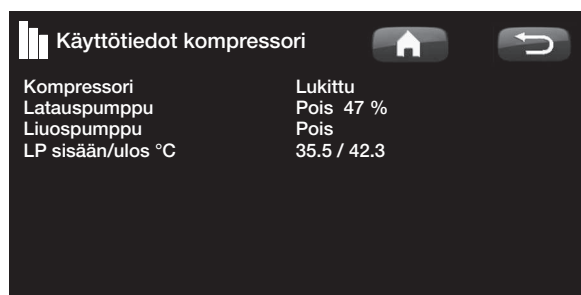 Käyttötiedot kompressori
Kompressori Lukittu
Latauspumppu Pois 47 %
Liuospumppu Pois
LP sisään/ulos °C 35.5 / 42.3